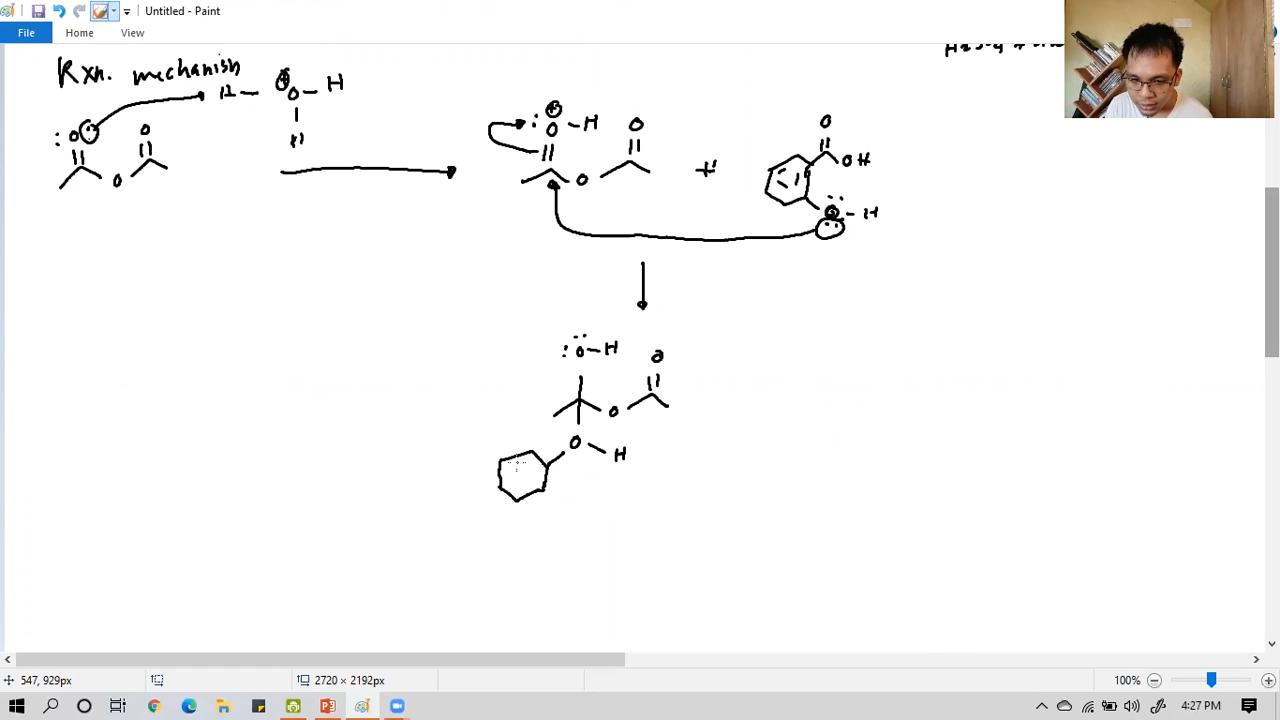 Untitled - Paint
File Home View
Rxn. mechanism
H — O — H
H
: O O
O
: O — H O
O
+
O
O H
O — H
: O — H O
O
O
H
547, 929px
2720 × 2192px
100%
4:27 PM